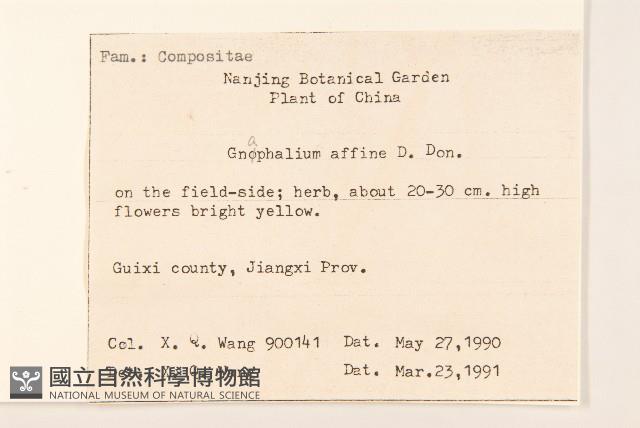 Fam.: Compositae
Nanjing Botanical Garden
Plant of China
Gnaphalium affine D. Don.
on the field-side; herb, about 20-30 cm. high
flowers bright yellow.
Guixi county, Jiangxi Prov.
Col. X. Q. Wang 900141 Dat. May 27,1990
Dat. Mar.23,1991
國立自然科學博物館
NATIONAL MUSEUM OF NATURAL SCIENCE